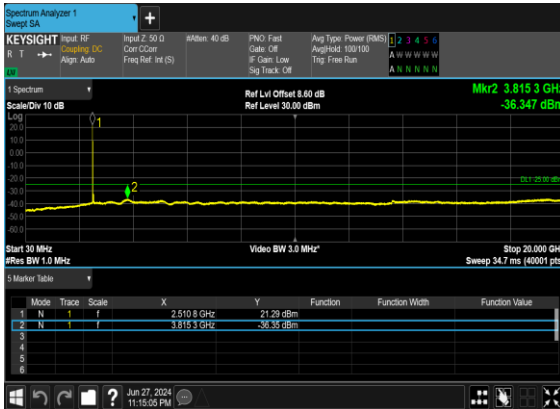 Spectrum Analyzer 1
Swept SA
+
KEYSIGHT
R T
LXI
Input: RF
Coupling: DC
Align: Auto
Input Z: 50 Ω
Corr CCorr
Freq Ref: Int (S)
#Atten: 40 dB
PNO: Fast
Gate: Off
IF Gain: Low
Sig Track: Off
Avg Type: Power (RMS)
Avg|Hold: 100/100
Trig: Free Run
1 2 3 4 5 6
A W W W W W
A N N N N N
1 Spectrum
Scale/Div 10 dB
Ref Lvl Offset 8.60 dB
Ref Level 30.00 dBm
Mkr2 3.815 3 GHz
-36.347 dBm
Log
20.0
10.0
0.00
-10.0
-20.0
-30.0
-40.0
-50.0
-60.0
1
2
DL1 -25.00 dBm
Start 30 MHz
#Res BW 1.0 MHz
Video BW 3.0 MHz*
Stop 20.000 GHz
Sweep 34.7 ms (40001 pts)
5 Marker Table
Mode Trace Scale X Y Function Function Width Function Value
1 N 1 f 2.510 8 GHz 21.29 dBm
2 N 1 f 3.815 3 GHz -36.35 dBm
3
4
5
6
?
Jun 27, 2024
11:15:05 PM